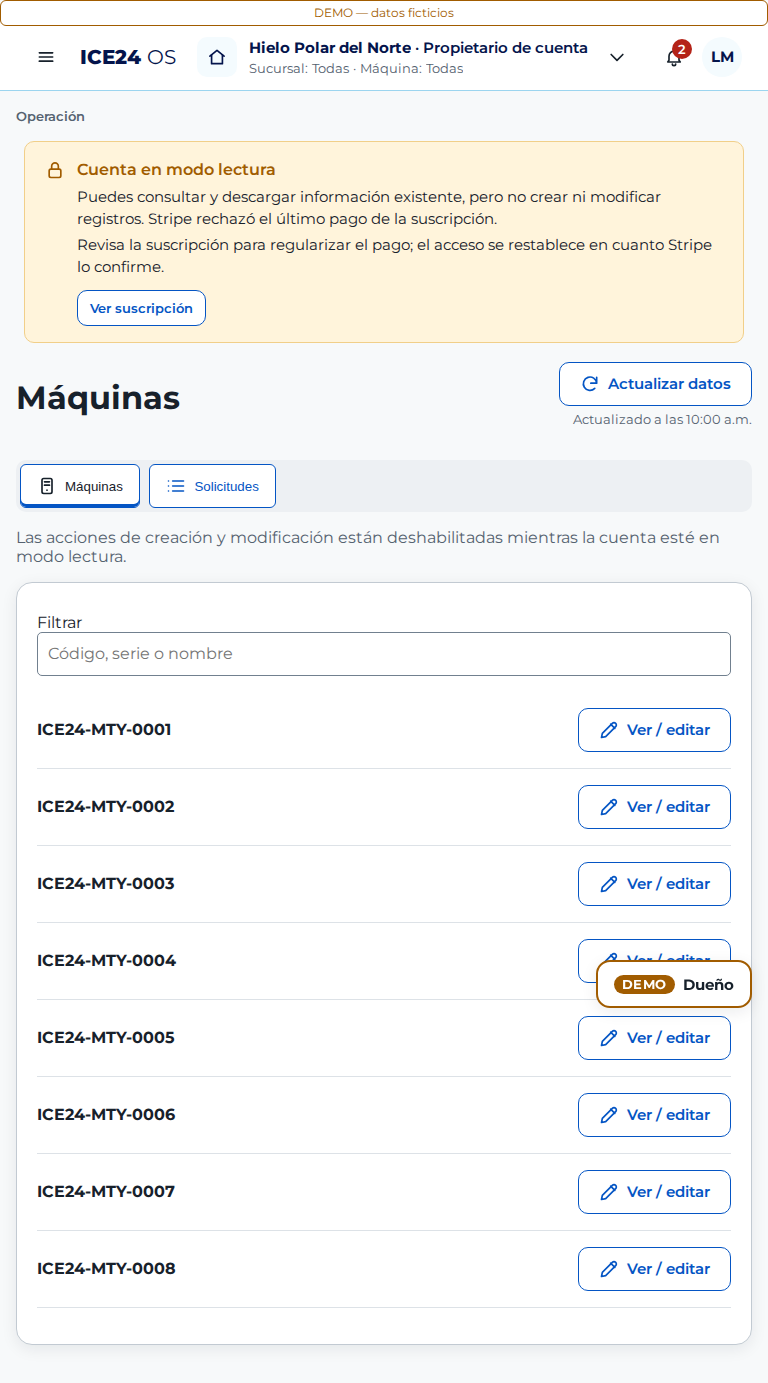 DEMO — datos ficticios
ICE24 OS
Hielo Polar del Norte · Propietario de cuenta
Sucursal: Todas · Máquina: Todas
2
LM
Operación
Cuenta en modo lectura
Puedes consultar y descargar información existente, pero no crear ni modificar
registros. Stripe rechazó el último pago de la suscripción.
Revisa la suscripción para regularizar el pago; el acceso se restablece en cuanto Stripe
lo confirme.
Ver suscripción
Máquinas
Actualizar datos
Actualizado a las 10:00 a.m.
Máquinas
Solicitudes
Las acciones de creación y modificación están deshabilitadas mientras la cuenta esté en
modo lectura.
Filtrar
Código, serie o nombre
ICE24-MTY-0001
Ver / editar
ICE24-MTY-0002
Ver / editar
ICE24-MTY-0003
Ver / editar
ICE24-MTY-0004
Ver / editar
DEMO Dueño
ICE24-MTY-0005
Ver / editar
ICE24-MTY-0006
Ver / editar
ICE24-MTY-0007
Ver / editar
ICE24-MTY-0008
Ver / editar